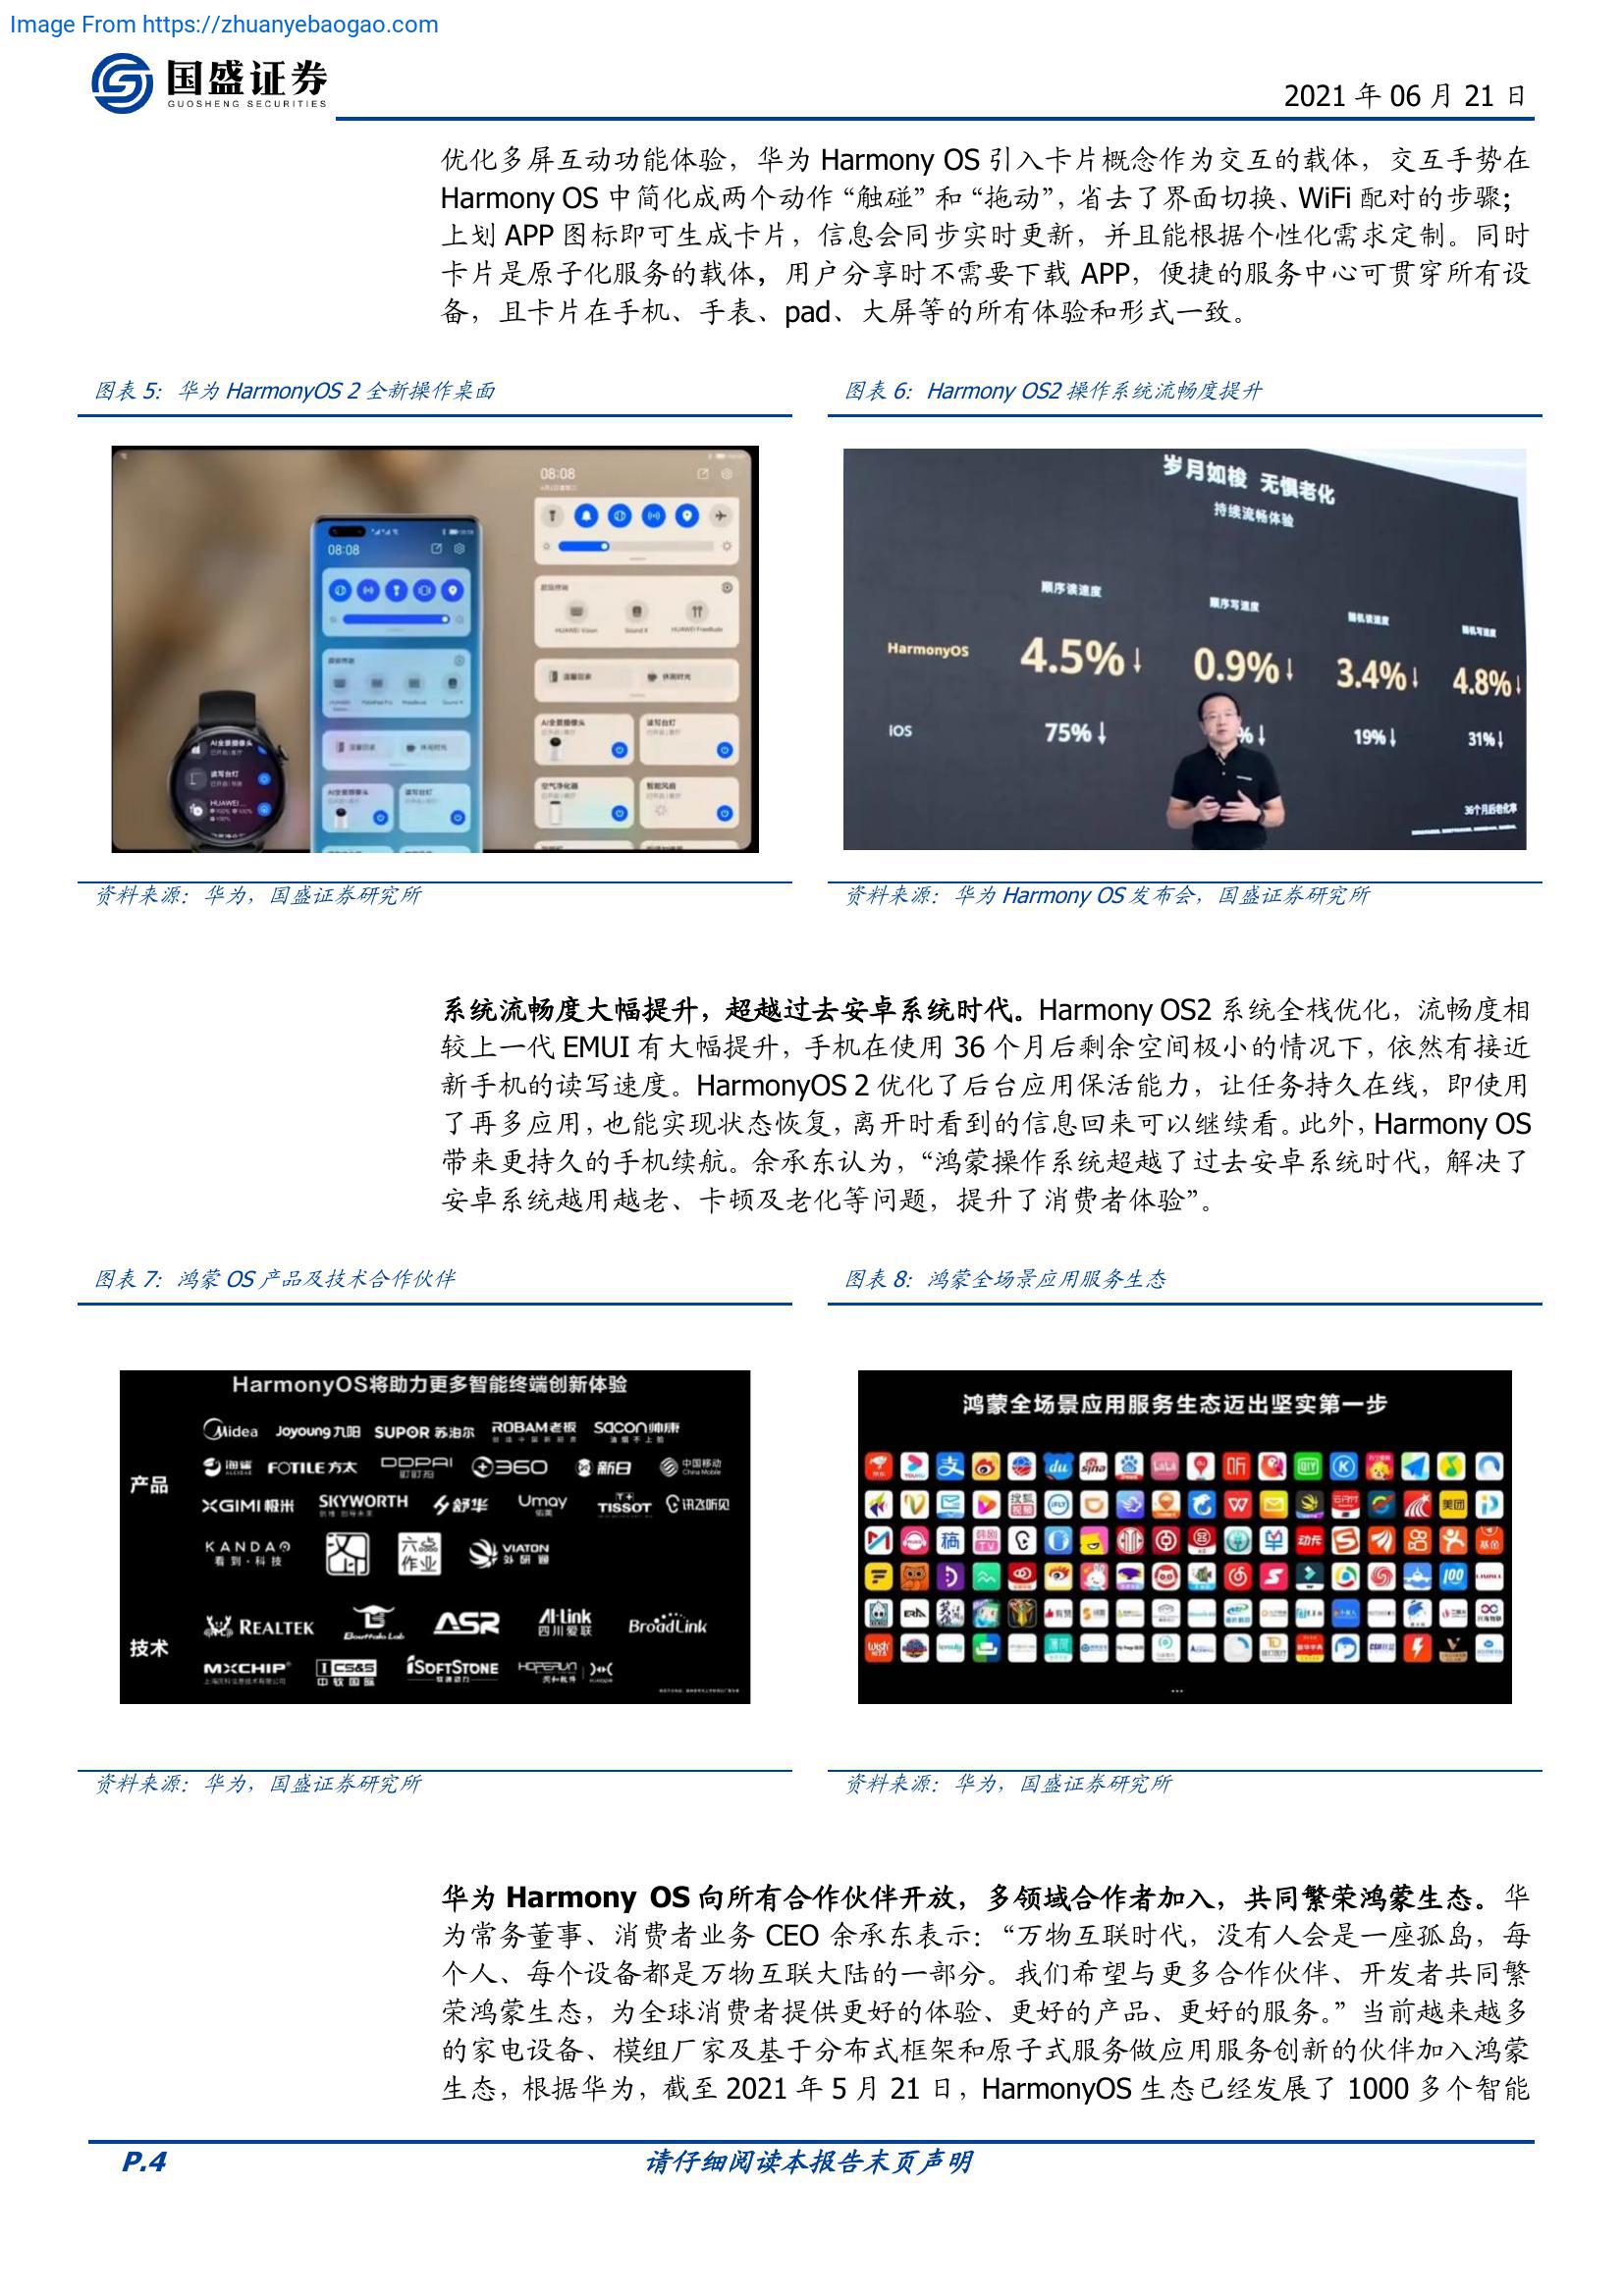 Image From https://zhuanyebaogao.com
国盛证券
GUOSHENG SECURITIES
2021 年 06 月 21 日
优化多屏互动功能体验，华为 Harmony OS 引入卡片概念作为交互的载体，交互手势在
Harmony OS 中简化成两个动作 “触碰” 和 “拖动”，省去了界面切换、WiFi 配对的步骤；
上划 APP 图标即可生成卡片，信息会同步实时更新，并且能根据个性化需求定制。同时
卡片是原子化服务的载体，用户分享时不需要下载 APP，便捷的服务中心可贯穿所有设
备，且卡片在手机、手表、pad、大屏等的所有体验和形式一致。
图表 5：华为 HarmonyOS 2 全新操作桌面
图表 6：Harmony OS2 操作系统流畅度提升
08:08
08:08
AI全景摄像头
读写台灯
HUAWEI...
AI全景摄像头
读写台灯
空气净化器
智能风扇
岁月如梭 无惧老化
持续流畅体验
顺序读速度
顺序写速度
随机读速度
随机写速度
HarmonyOS
4.5%↓
0.9%↓
3.4%↓
4.8%↓
iOS
75%↓
%↓
19%↓
31%↓
36个月后老化率
资料来源：华为，国盛证券研究所
资料来源：华为 Harmony OS 发布会，国盛证券研究所
系统流畅度大幅提升，超越过去安卓系统时代。Harmony OS2 系统全栈优化，流畅度相
较上一代 EMUI 有大幅提升，手机在使用 36 个月后剩余空间极小的情况下，依然有接近
新手机的读写速度。HarmonyOS 2 优化了后台应用保活能力，让任务持久在线，即使用
了再多应用，也能实现状态恢复，离开时看到的信息回来可以继续看。此外，Harmony OS
带来更持久的手机续航。余承东认为，“鸿蒙操作系统超越了过去安卓系统时代，解决了
安卓系统越用越老、卡顿及老化等问题，提升了消费者体验”。
图表 7：鸿蒙 OS 产品及技术合作伙伴
图表 8：鸿蒙全场景应用服务生态
HarmonyOS将助力更多智能终端创新体验
产品
Midea Joyoung九阳 SUPOR 苏泊尔 ROBAM老板 SACON帅康
海雀 FOTILE方太 DDPAI 盯盯拍 360 新日 中国移动 China Mobile
XGIMI极米 SKYWORTH 舒华 Umay 佑美 TISSOT 讯飞听见
KANDAO 看到·科技 汉印 六点作业 VIATON 外研通
技术
REALTEK Bouffalo Lab ASR AI-Link 四川爱联 BroadLink
MXCHIP CS&S 中软国际 iSOFTSTONE HOPERUN
鸿蒙全场景应用服务生态迈出坚实第一步
资料来源：华为，国盛证券研究所
资料来源：华为，国盛证券研究所
华为 Harmony OS 向所有合作伙伴开放，多领域合作者加入，共同繁荣鸿蒙生态。华
为常务董事、消费者业务 CEO 余承东表示：“万物互联时代，没有人会是一座孤岛，每
个人、每个设备都是万物互联大陆的一部分。我们希望与更多合作伙伴、开发者共同繁
荣鸿蒙生态，为全球消费者提供更好的体验、更好的产品、更好的服务。” 当前越来越多
的家电设备、模组厂家及基于分布式框架和原子式服务做应用服务创新的伙伴加入鸿蒙
生态，根据华为，截至 2021 年 5 月 21 日，HarmonyOS 生态已经发展了 1000 多个智能
P.4
请仔细阅读本报告末页声明